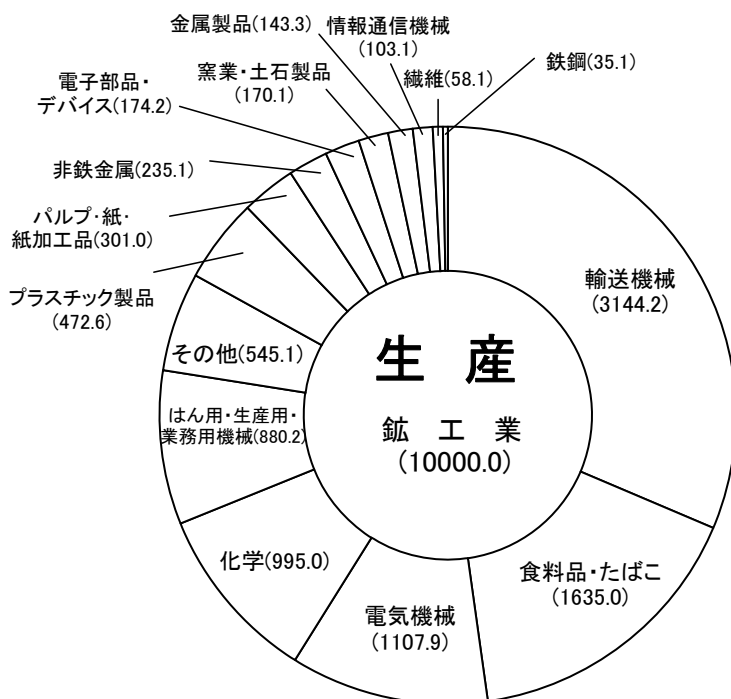 金属製品(143.3)
情報通信機械
(103.1)
繊維(58.1)
鉄鋼(35.1)
電子部品・
デバイス(174.2)
窯業・土石製品
(170.1)
非鉄金属(235.1)
パルプ・紙・
紙加工品(301.0)
プラスチック製品
(472.6)
その他(545.1)
はん用・生産用・
業務用機械(880.2)
化学(995.0)
電気機械
(1107.9)
食料品・たばこ
(1635.0)
輸送機械
(3144.2)
生 産
鉱 工 業
(10000.0)